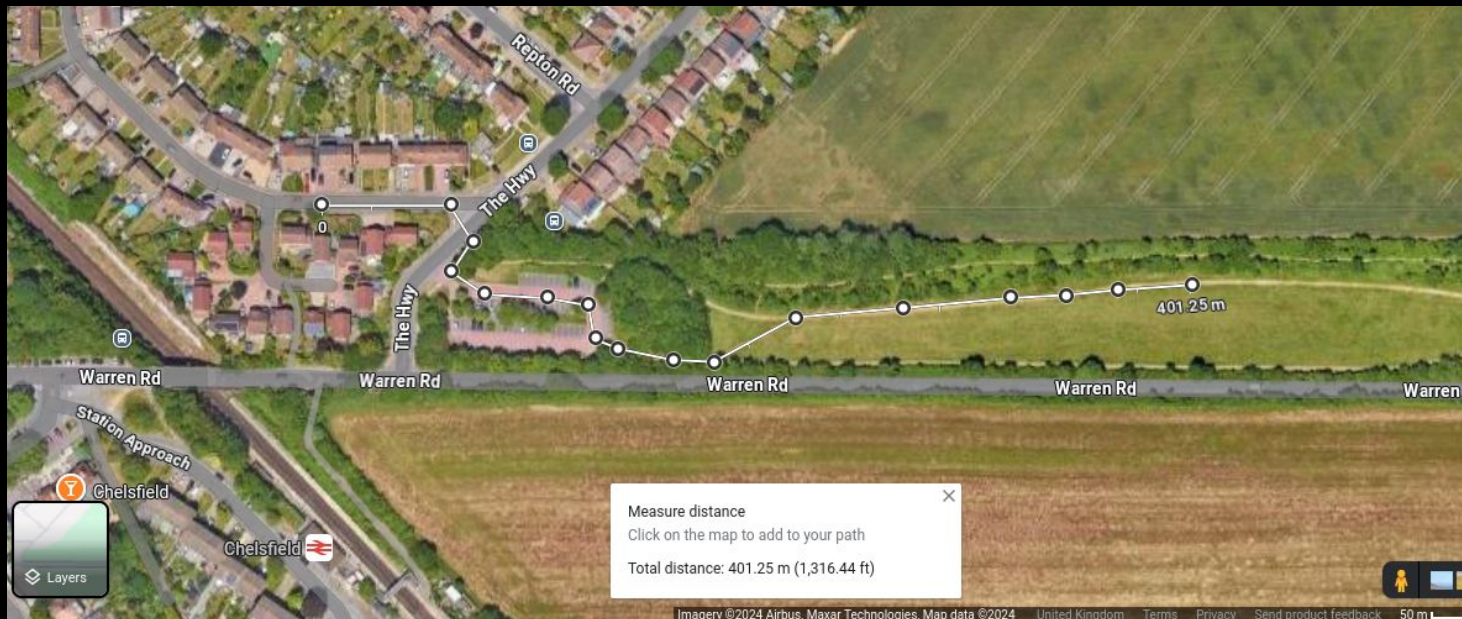 Repton Rd
The Hwy
0
The Hwy
401.25 m
Warren Rd
Warren Rd
Warren Rd
Warren Rd
Warren
Station Approach
Chelsfield
Chelsfield
Layers
Measure distance
Click on the map to add to your path
Total distance: 401.25 m (1,316.44 ft)
Imagery ©2024 Airbus, Maxar Technologies, Map data ©2024 United Kingdom Terms Privacy Send product feedback 50 m